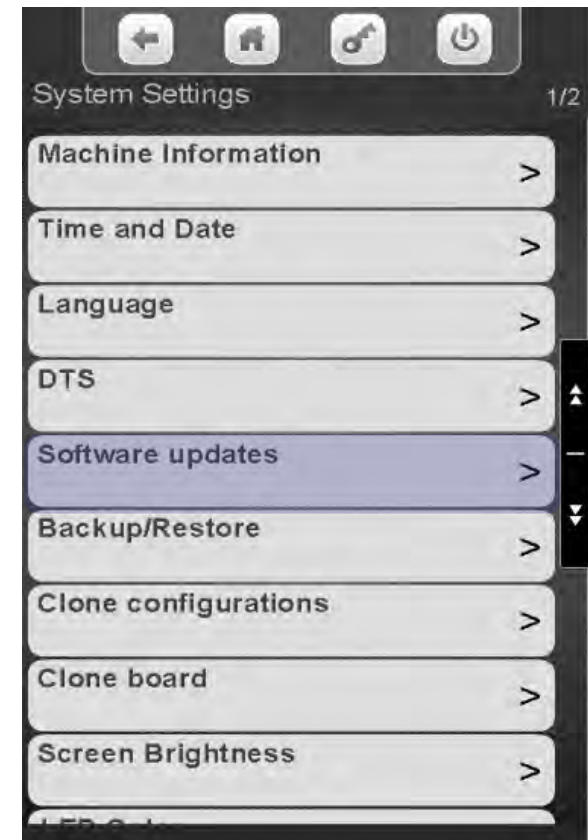 System Settings 1/2
Machine Information >
Time and Date >
Language >
DTS >
Software updates >
Backup/Restore >
Clone configurations >
Clone board >
Screen Brightness >